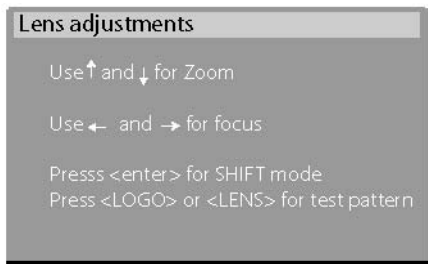 Lens adjustments
Use ↑ and ↓ for Zoom
Use ← and → for focus
Presss <enter> for SHIFT mode
Press <LOGO> or <LENS> for test pattern